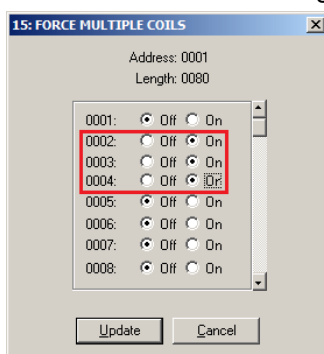 15: FORCE MULTIPLE COILS
Address: 0001
Length: 0080
0001: Off On
0002: Off On
0003: Off On
0004: Off On
0005: Off On
0006: Off On
0007: Off On
0008: Off On
Update Cancel